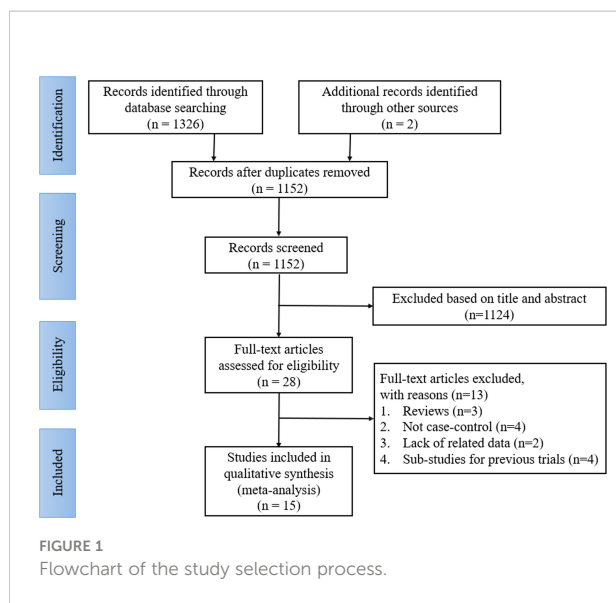 Identification
Records identified through
database searching
(n = 1326)
Additional records identified
through other sources
(n = 2)
Records after duplicates removed
(n = 1152)
Screening
Records screened
(n = 1152)
Excluded based on title and abstract
(n=1124)
Eligibility
Full-text articles
assessed for eligibility
(n = 28)
Full-text articles excluded,
with reasons (n=13)
1. Reviews (n=3)
2. Not case-control (n=4)
3. Lack of related data (n=2)
4. Sub-studies for previous trials (n=4)
Included
Studies included in
qualitative synthesis
(meta-analysis)
(n = 15)
FIGURE 1
Flowchart of the study selection process.